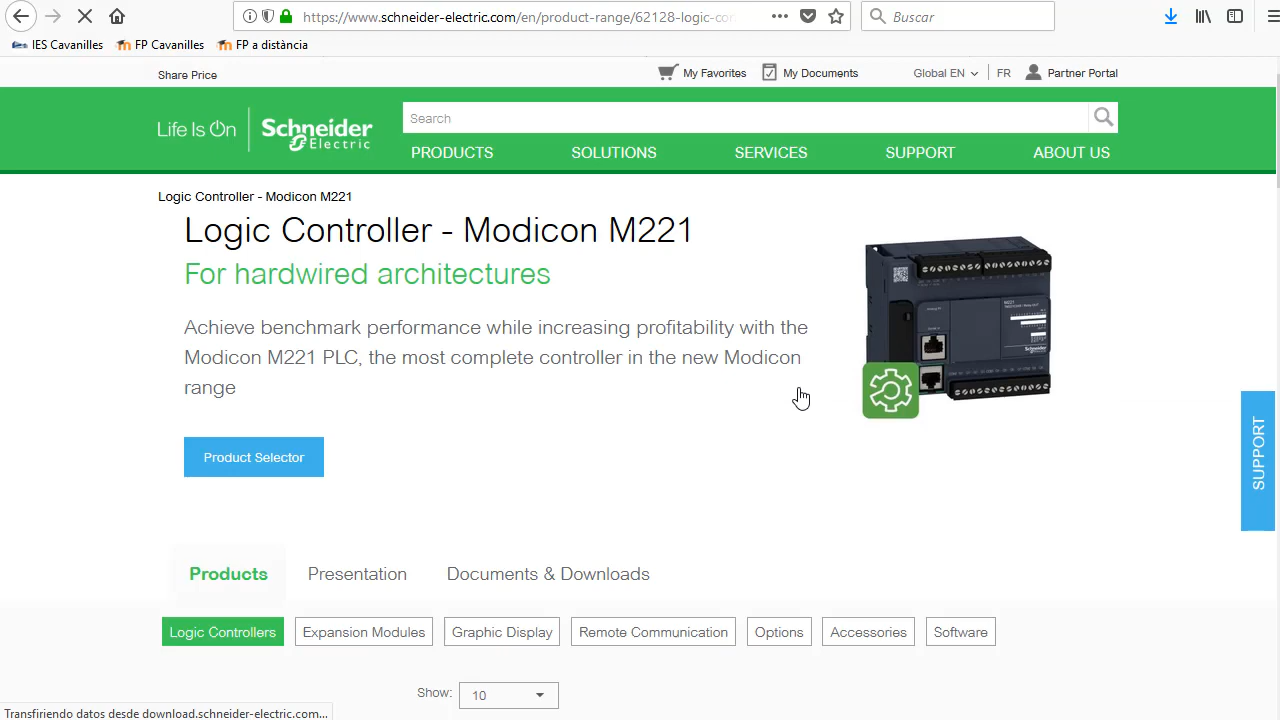 https://www.schneider-electric.com/en/product-range/62128-logic-con
Buscar
IES Cavanilles
FP Cavanilles
FP a distància
Share Price
My Favorites
My Documents
Global EN
FR
Partner Portal
Life Is On
Schneider
Electric
Search
PRODUCTS
SOLUTIONS
SERVICES
SUPPORT
ABOUT US
Logic Controller - Modicon M221
Logic Controller - Modicon M221
For hardwired architectures
Achieve benchmark performance while increasing profitability with the
Modicon M221 PLC, the most complete controller in the new Modicon
range
Product Selector
SUPPORT
Products
Presentation
Documents & Downloads
Logic Controllers
Expansion Modules
Graphic Display
Remote Communication
Options
Accessories
Software
Show:
10
Transfiriendo datos desde download.schneider-electric.com...